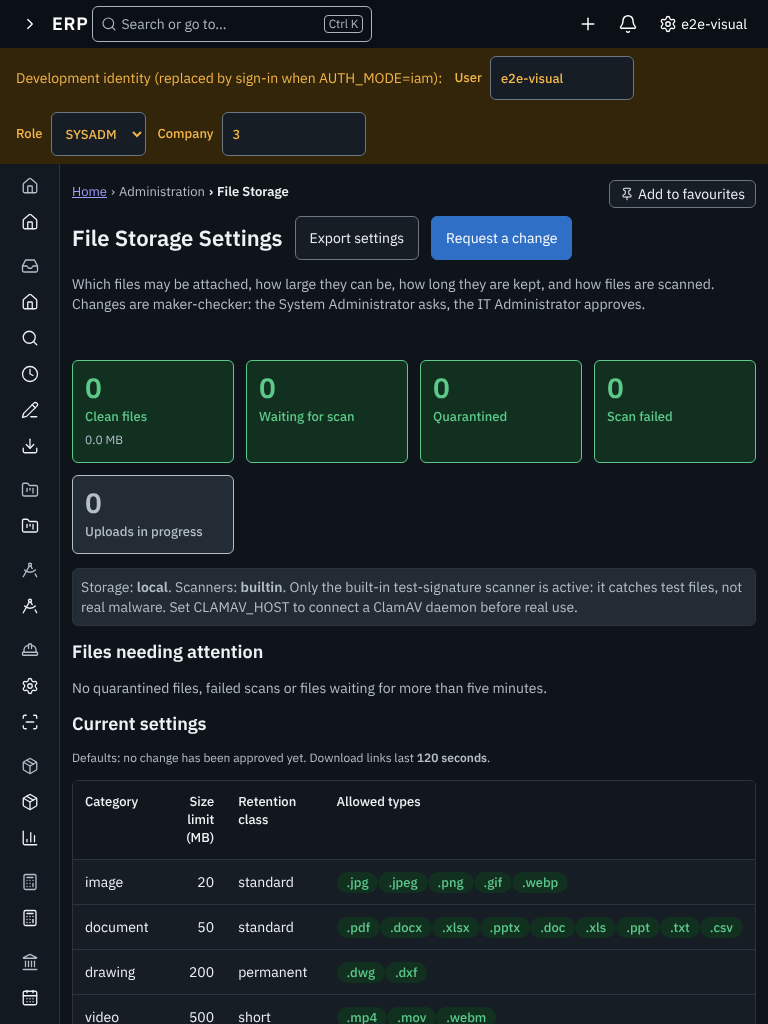 ERP
Search or go to...
Ctrl K
e2e-visual
Development identity (replaced by sign-in when AUTH_MODE=iam):
User
e2e-visual
Role
SYSADM
Company
3
Home › Administration › File Storage
Add to favourites
File Storage Settings
Export settings
Request a change
Which files may be attached, how large they can be, how long they are kept, and how files are scanned.
Changes are maker-checker: the System Administrator asks, the IT Administrator approves.
0
Clean files
0.0 MB
0
Waiting for scan
0
Quarantined
0
Scan failed
0
Uploads in progress
Storage: local. Scanners: builtin. Only the built-in test-signature scanner is active: it catches test files, not
real malware. Set CLAMAV_HOST to connect a ClamAV daemon before real use.
Files needing attention
No quarantined files, failed scans or files waiting for more than five minutes.
Current settings
Defaults: no change has been approved yet. Download links last 120 seconds.
Category
Size
limit
(MB)
Retention
class
Allowed types
image 20 standard .jpg .jpeg .png .gif .webp
document 50 standard .pdf .docx .xlsx .pptx .doc .xls .ppt .txt .csv
drawing 200 permanent .dwg .dxf
video 500 short .mp4 .mov .webm